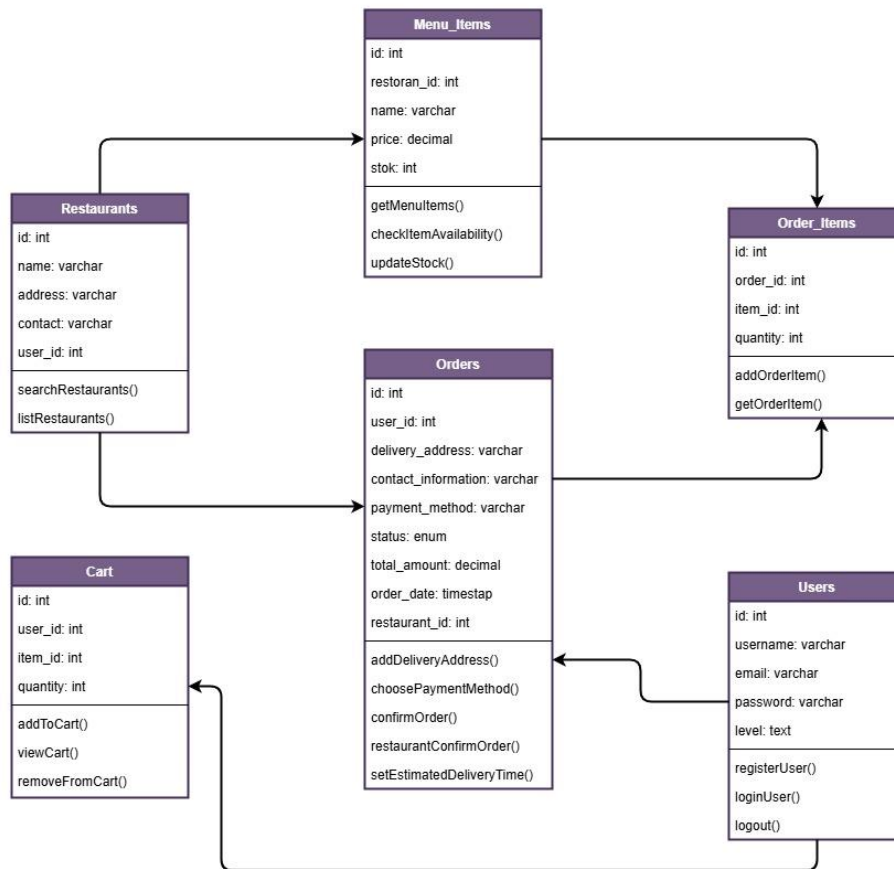 Menu_Items
id: int
restoran_id: int
name: varchar
price: decimal
stok: int
getMenuItems()
checkItemAvailability()
updateStock()
Restaurants
id: int
name: varchar
address: varchar
contact: varchar
user_id: int
searchRestaurants()
listRestaurants()
Order_Items
id: int
order_id: int
item_id: int
quantity: int
addOrderItem()
getOrderItem()
Orders
id: int
user_id: int
delivery_address: varchar
contact_information: varchar
payment_method: varchar
status: enum
total_amount: decimal
order_date: timestap
restaurant_id: int
addDeliveryAddress()
choosePaymentMethod()
confirmOrder()
restaurantConfirmOrder()
setEstimatedDeliveryTime()
Cart
id: int
user_id: int
item_id: int
quantity: int
addToCart()
viewCart()
removeFromCart()
Users
id: int
username: varchar
email: varchar
password: varchar
level: text
registerUser()
loginUser()
logout()